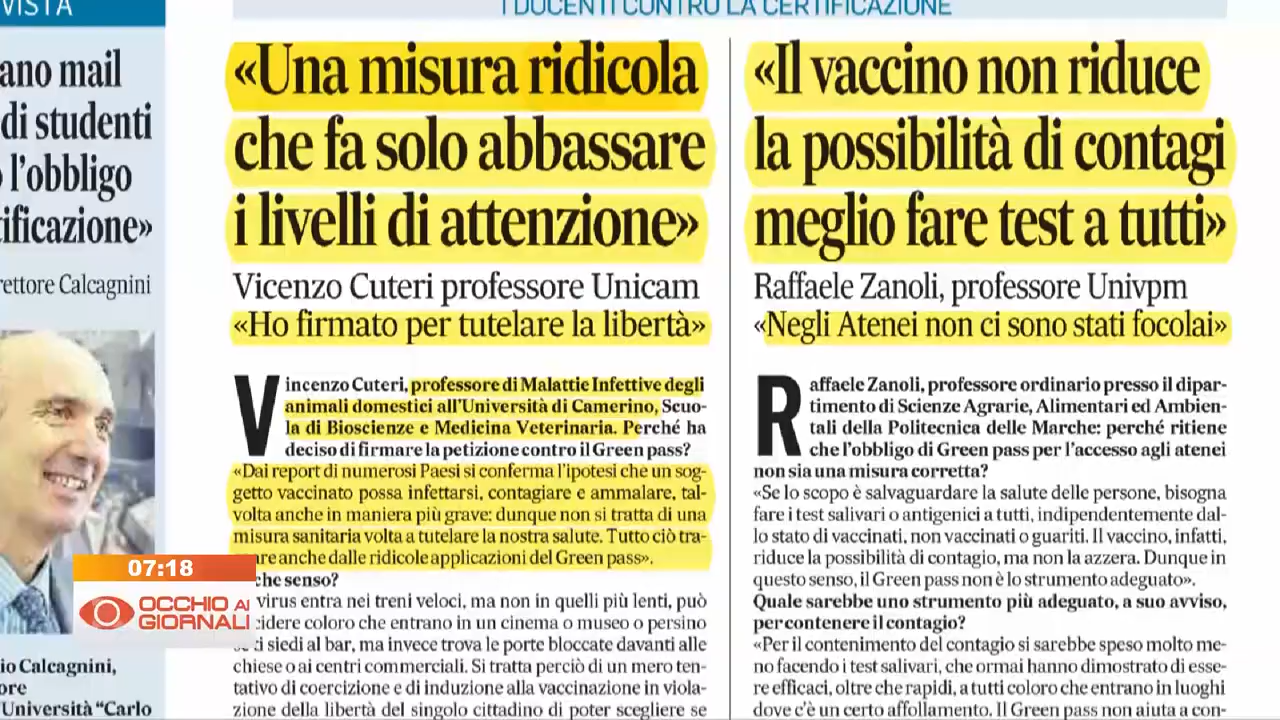 VISTA
I DOCENTI CONTRO LA CERTIFICAZIONE
ano mail
di studenti
l'obbligo
tificazione»
rettore Calcagnini
«Una misura ridicola
che fa solo abbassare
i livelli di attenzione»
Vicenzo Cuteri professore Unicam
«Ho firmato per tutelare la libertà»
Vincenzo Cuteri, professore di Malattie Infettive degli
animali domestici all'Università di Camerino, Scuo-
la di Bioscienze e Medicina Veterinaria. Perché ha
deciso di firmare la petizione contro il Green pass?
«Dai report di numerosi Paesi si conferma l'ipotesi che un sog-
getto vaccinato possa infettarsi, contagiare e ammalare, tal-
volta anche in maniera più grave: dunque non si tratta di una
misura sanitaria volta a tutelare la nostra salute. Tutto ciò tra-
are anche dalle ridicole applicazioni del Green pass».
che senso?
virus entra nei treni veloci, ma non in quelli più lenti, può
cidere coloro che entrano in un cinema o museo o persino
ti siedi al bar, ma invece trova le porte bloccate davanti alle
chiese o ai centri commerciali. Si tratta perciò di un mero ten-
tativo di coercizione e di induzione alla vaccinazione in viola-
zione della libertà del singolo cittadino di poter scegliere se
«Il vaccino non riduce
la possibilità di contagi
meglio fare test a tutti»
Raffaele Zanoli, professore Univpm
«Negli Atenei non ci sono stati focolai»
Raffaele Zanoli, professore ordinario presso il dipar-
timento di Scienze Agrarie, Alimentari ed Ambien-
tali della Politecnica delle Marche: perché ritiene
che l'obbligo di Green pass per l'accesso agli atenei
non sia una misura corretta?
«Se lo scopo è salvaguardare la salute delle persone, bisogna
fare i test salivari o antigenici a tutti, indipendentemente dal-
lo stato di vaccinati, non vaccinati o guariti. Il vaccino, infatti,
riduce la possibilità di contagio, ma non la azzera. Dunque in
questo senso, il Green pass non è lo strumento adeguato».
Quale sarebbe uno strumento più adeguato, a suo avviso,
per contenere il contagio?
«Per il contenimento del contagio si sarebbe speso molto me-
no facendo i test salivari, che ormai hanno dimostrato di esse-
re efficaci, oltre che rapidi, a tutti coloro che entrano in luoghi
dove c'è un certo affollamento. Il Green pass non aiuta a con-
07:18
OCCHIO AI
GIORNALI
io Calcagnini,
ore
'Università "Carlo